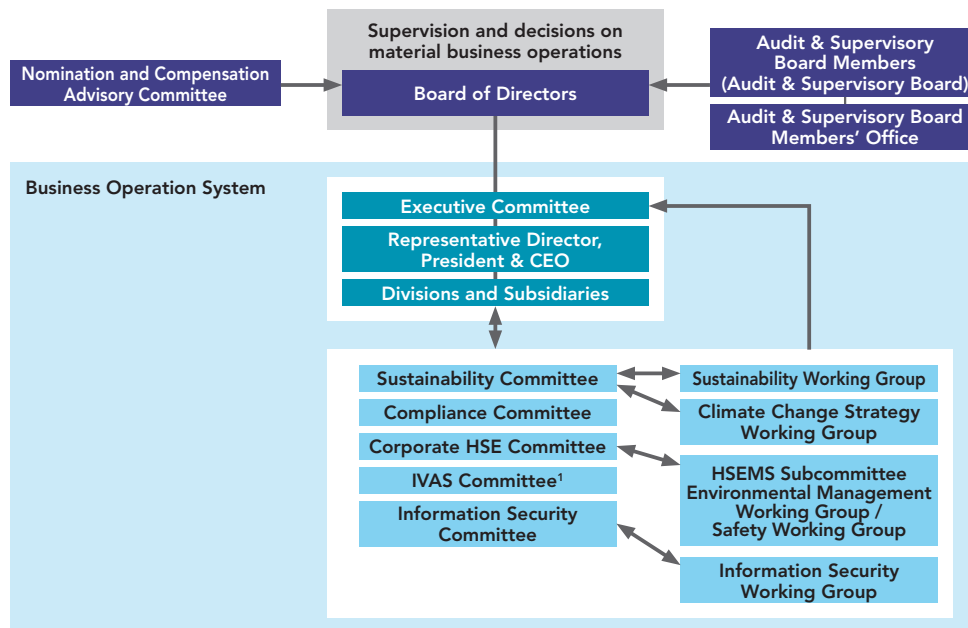 Supervision and decisions on
material business operations
Nomination and Compensation
Advisory Committee
Board of Directors
Audit & Supervisory
Board Members
(Audit & Supervisory Board)
Audit & Supervisory Board
Members’ Office
Business Operation System
Executive Committee
Representative Director,
President & CEO
Divisions and Subsidiaries
Sustainability Committee
Compliance Committee
Corporate HSE Committee
IVAS Committee¹
Information Security
Committee
Sustainability Working Group
Climate Change Strategy
Working Group
HSEMS Subcommittee
Environmental Management
Working Group /
Safety Working Group
Information Security
Working Group